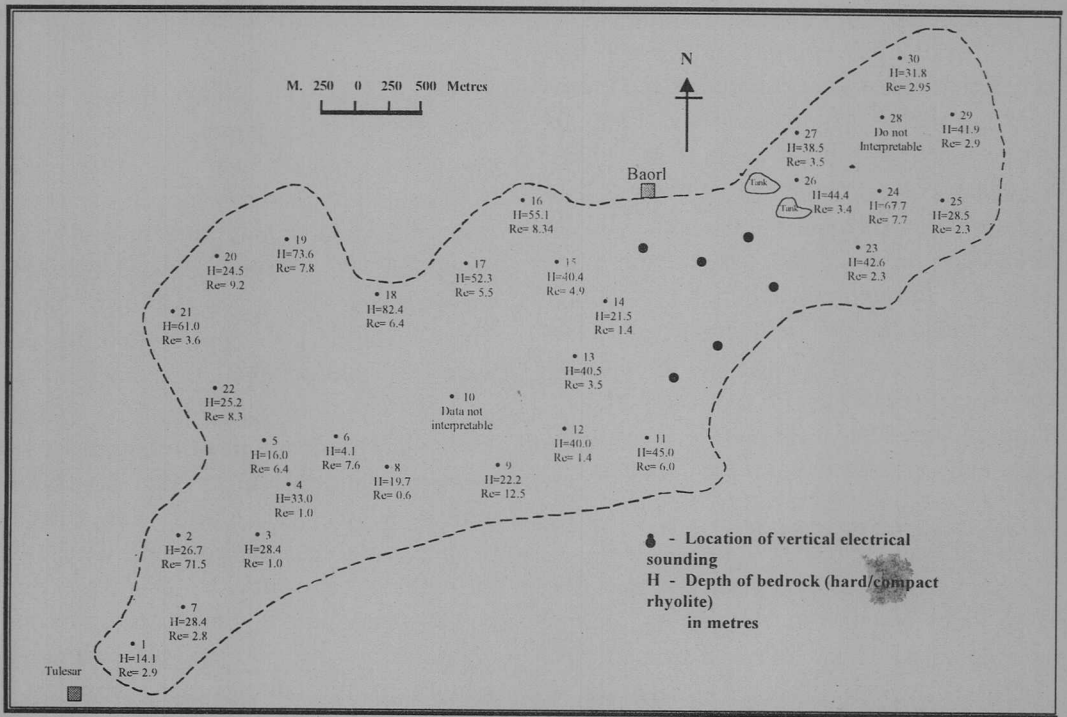 M. 250 0 250 500 Metres
N
30
H=31.8
Re= 2.95
28
Do not
Interpretable
29
H=41.9
Re= 2.9
27
H=38.5
Re= 3.5
Baorl
Tank
26
H=44.4
Re= 3.4
Tank
24
H=67.7
Re= 7.7
25
H=28.5
Re= 2.3
23
H=42.6
Re= 2.3
16
H=55.1
Re= 8.34
19
H=73.6
Re= 7.8
20
H=24.5
Re= 9.2
17
H=52.3
Re= 5.5
15
H=40.4
Re= 4.9
18
H=82.4
Re= 6.4
14
H=21.5
Re= 1.4
21
H=61.0
Re= 3.6
13
H=40.5
Re= 3.5
22
H=25.2
Re= 8.3
10
Data not
interpretable
5
H=16.0
Re= 6.4
6
H=4.1
Re= 7.6
8
H=19.7
Re= 0.6
9
H=22.2
Re= 12.5
12
H=40.0
Re= 1.4
11
H=45.0
Re= 6.0
4
H=33.0
Re= 1.0
2
H=26.7
Re= 71.5
3
H=28.4
Re= 1.0
7
H=28.4
Re= 2.8
1
H=14.1
Re= 2.9
Tulesar
- Location of vertical electrical
sounding
H - Depth of bedrock (hard/compact
rhyolite)
in metres